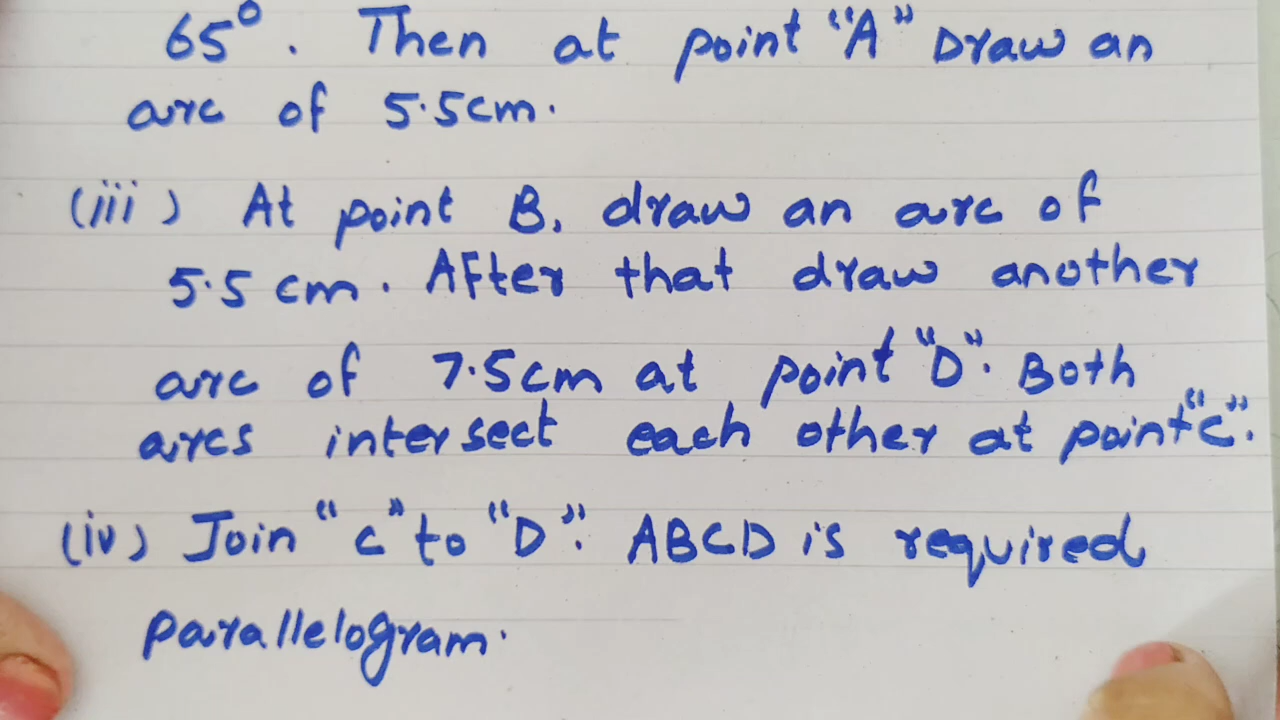 65°. Then at point "A" Draw an
arc of 5.5cm.
(iii) At point B, draw an arc of
5.5 cm. After that draw another
arc of 7.5cm at point "D". Both
arcs intersect each other at point "C".
(iv) Join "C" to "D". ABCD is required
parallelogram.